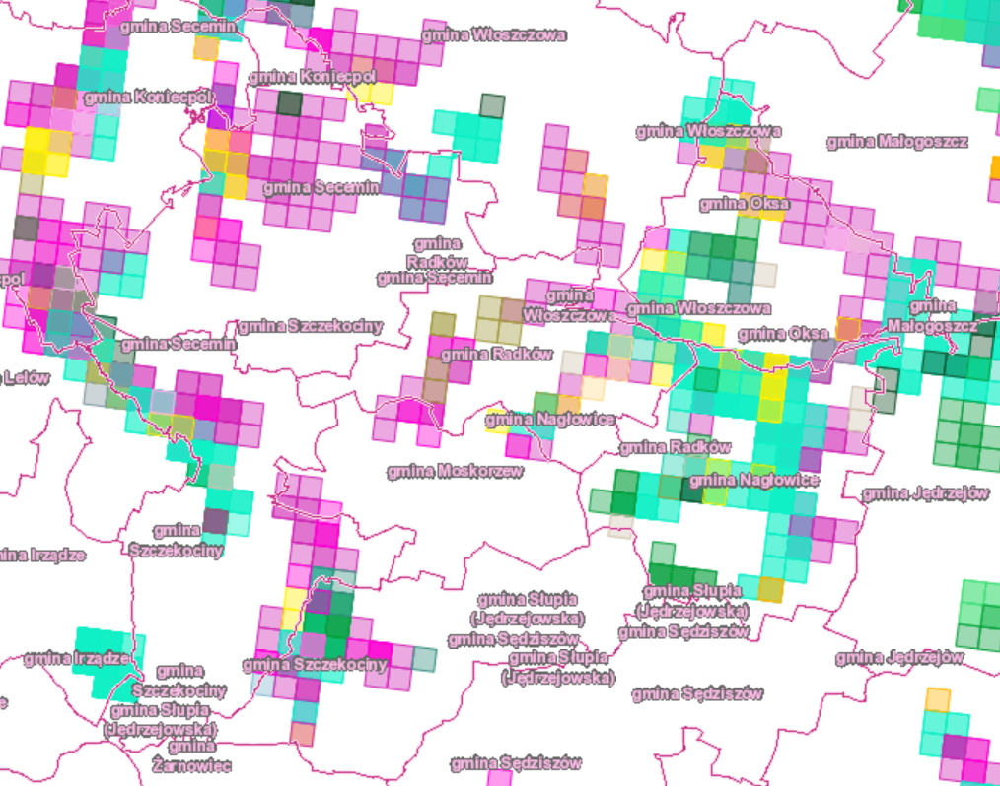 gmina Secemin
gmina Włoszczowa
gmina Koniecpol
gmina Koniecpol
gmina Włoszczowa
gmina Małogoszcz
gmina Secemin
gmina Oksa
gmina
Radków
gmina Secemin
pol
gmina
Włoszczowa
gmina Włoszczowa
gmina
Małogoszcz
gmina Szczekociny
gmina Oksa
gmina Secemin
gmina Radków
Lelów
gmina Nagłowice
gmina Radków
gmina Moskorzew
gmina Nagłowice
gmina Jędrzejów
gmina
Szczekociny
ina Irządze
gmina Słupia
(Jędrzejowska)
gmina Słupia
(Jędrzejowska)
gmina Sędziszów
gmina Sędziszów
gmina Irządze
gmina Szczekociny
gmina Słupia
(Jędrzejowska)
gmina Jędrzejów
gmina
Szczekociny
gmina Sędziszów
e
gmina Słupia
(Jędrzejowska)
gmina
Żarnowiec
gmina Sędziszów